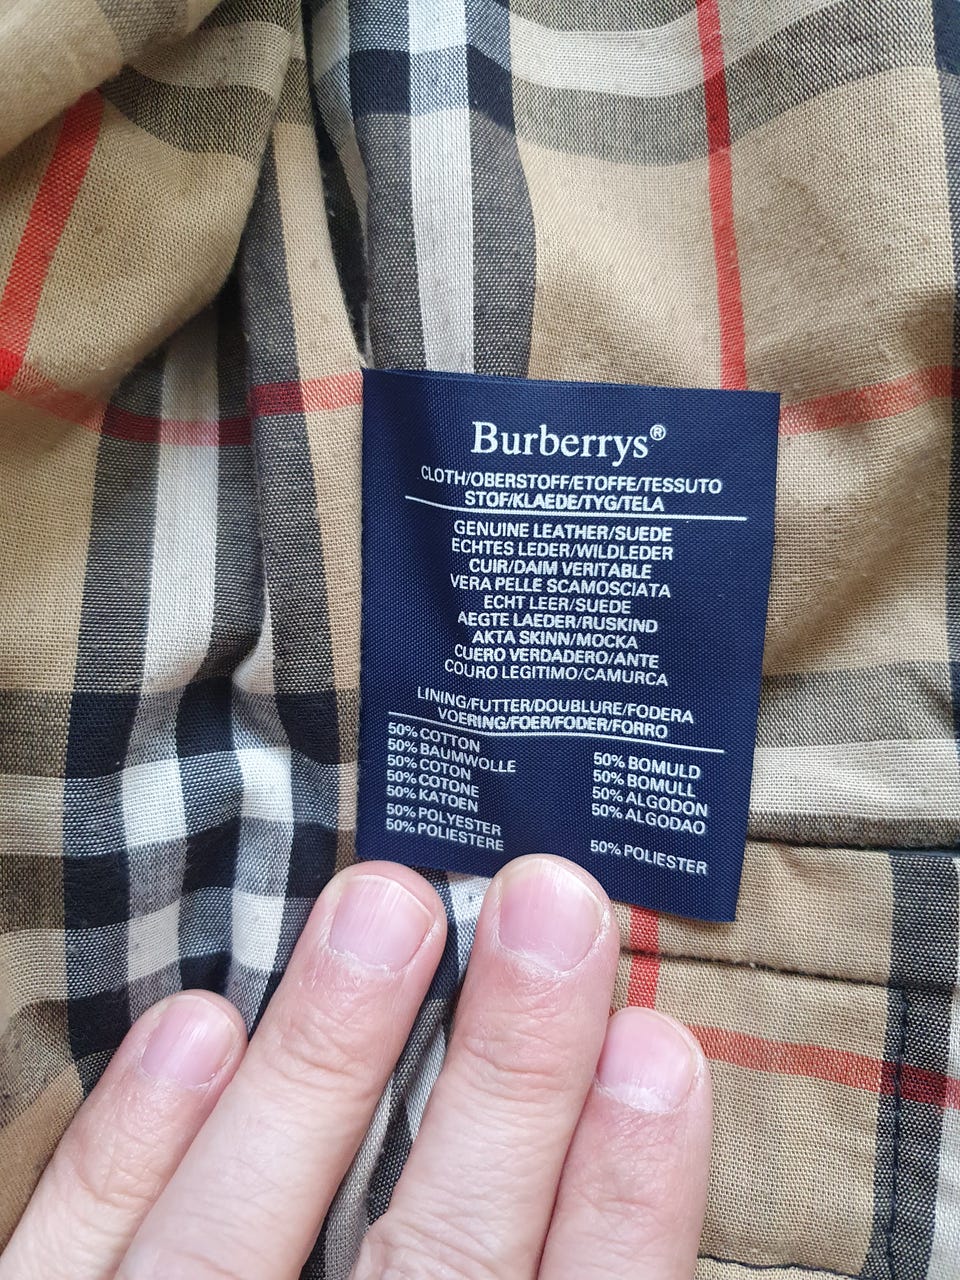 Burberrys®
CLOTH/OBERSTOFF/ETOFFE/TESSUTO
STOF/KLAEDE/TYG/TELA
GENUINE LEATHER/SUEDE
ECHTES LEDER/WILDLEDER
CUIR/DAIM VERITABLE
VERA PELLE SCAMOSCIATA
ECHT LEER/SUEDE
AEGTE LAEDER/RUSKIND
AKTA SKINN/MOCKA
CUERO VERDADERO/ANTE
COURO LEGITIMO/CAMURCA
LINING/FUTTER/DOUBLURE/FODERA
VOERING/FOER/FODER/FORRO
50% COTTON
50% BAUMWOLLE
50% COTON
50% COTONE
50% KATOEN
50% POLYESTER
50% POLIESTERE
50% BOMULD
50% BOMULL
50% ALGODON
50% ALGODAO
50% POLIESTER